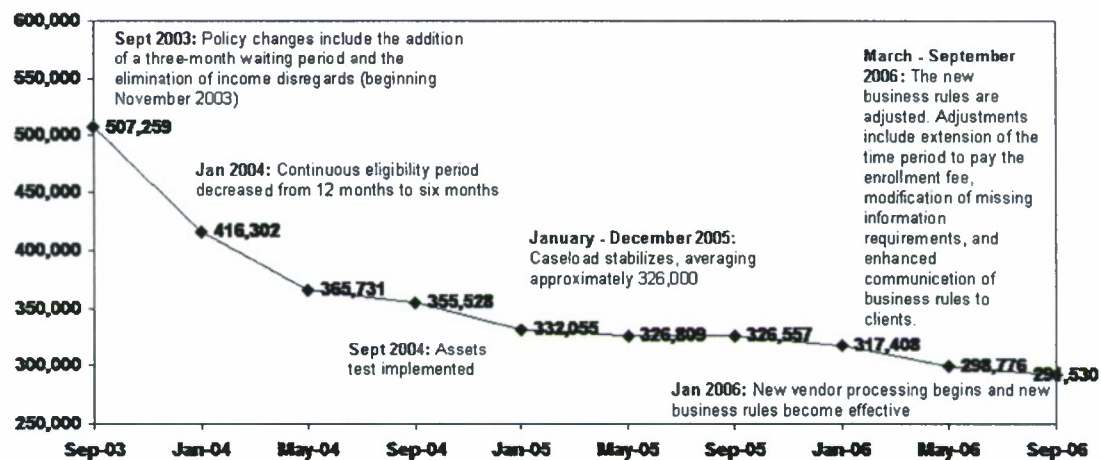 600,000
550,000
500,000
450,000
400,000
350,000
300,000
250,000
Sept 2003: Policy changes include the addition
of a three-month waiting period and the
elimination of income disregards (beginning
November 2003)
507,259
Jan 2004: Continuous eligibility period
decreased from 12 months to six months
416,302
365,731
355,528
Sept 2004: Assets
test implemented
January - December 2005:
Caseload stabilizes, averaging
approximately 326,000
332,055
326,809
326,557
317,408
298,776
March - September
2006: The new
business rules are
adjusted. Adjustments
include extension of the
time period to pay the
enrollment fee,
modification of missing
information
requirements, and
enhanced
communication of
business rules to
clients.
Jan 2006: New vendor processing begins and new
business rules become effective
Sep-03 Jan-04 May-04 Sep-04 Jan-05 May-05 Sep-05 Jan-06 May-06 Sep-06